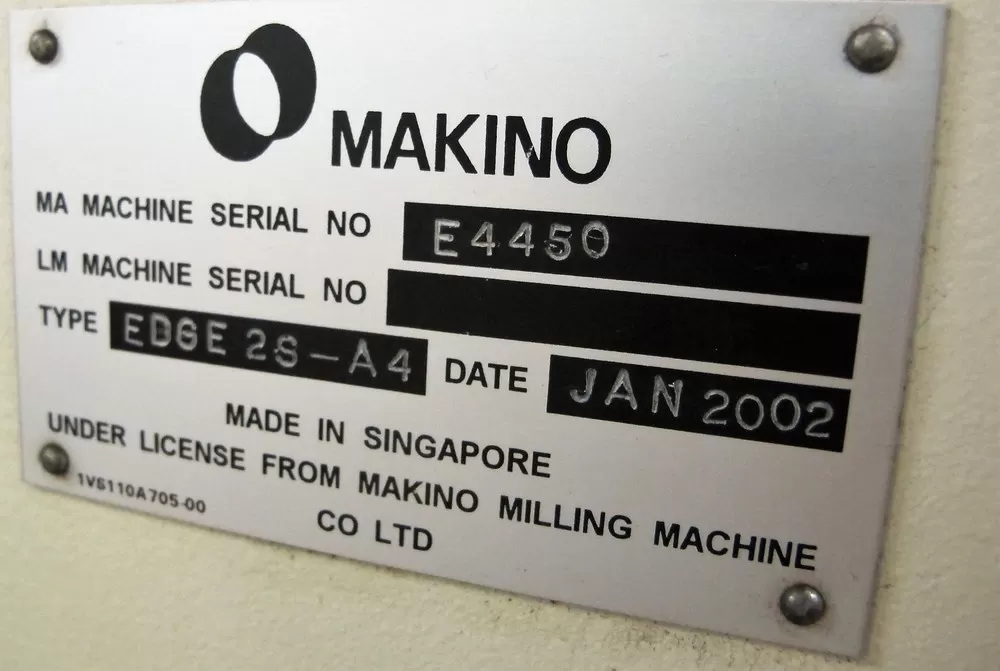 MAKINO
MA MACHINE SERIAL NO E4450
LM MACHINE SERIAL NO
TYPE EDGE 2S-A4 DATE JAN 2002
MADE IN SINGAPORE
UNDER LICENSE FROM MAKINO MILLING MACHINE
CO LTD
1VS110A705-00